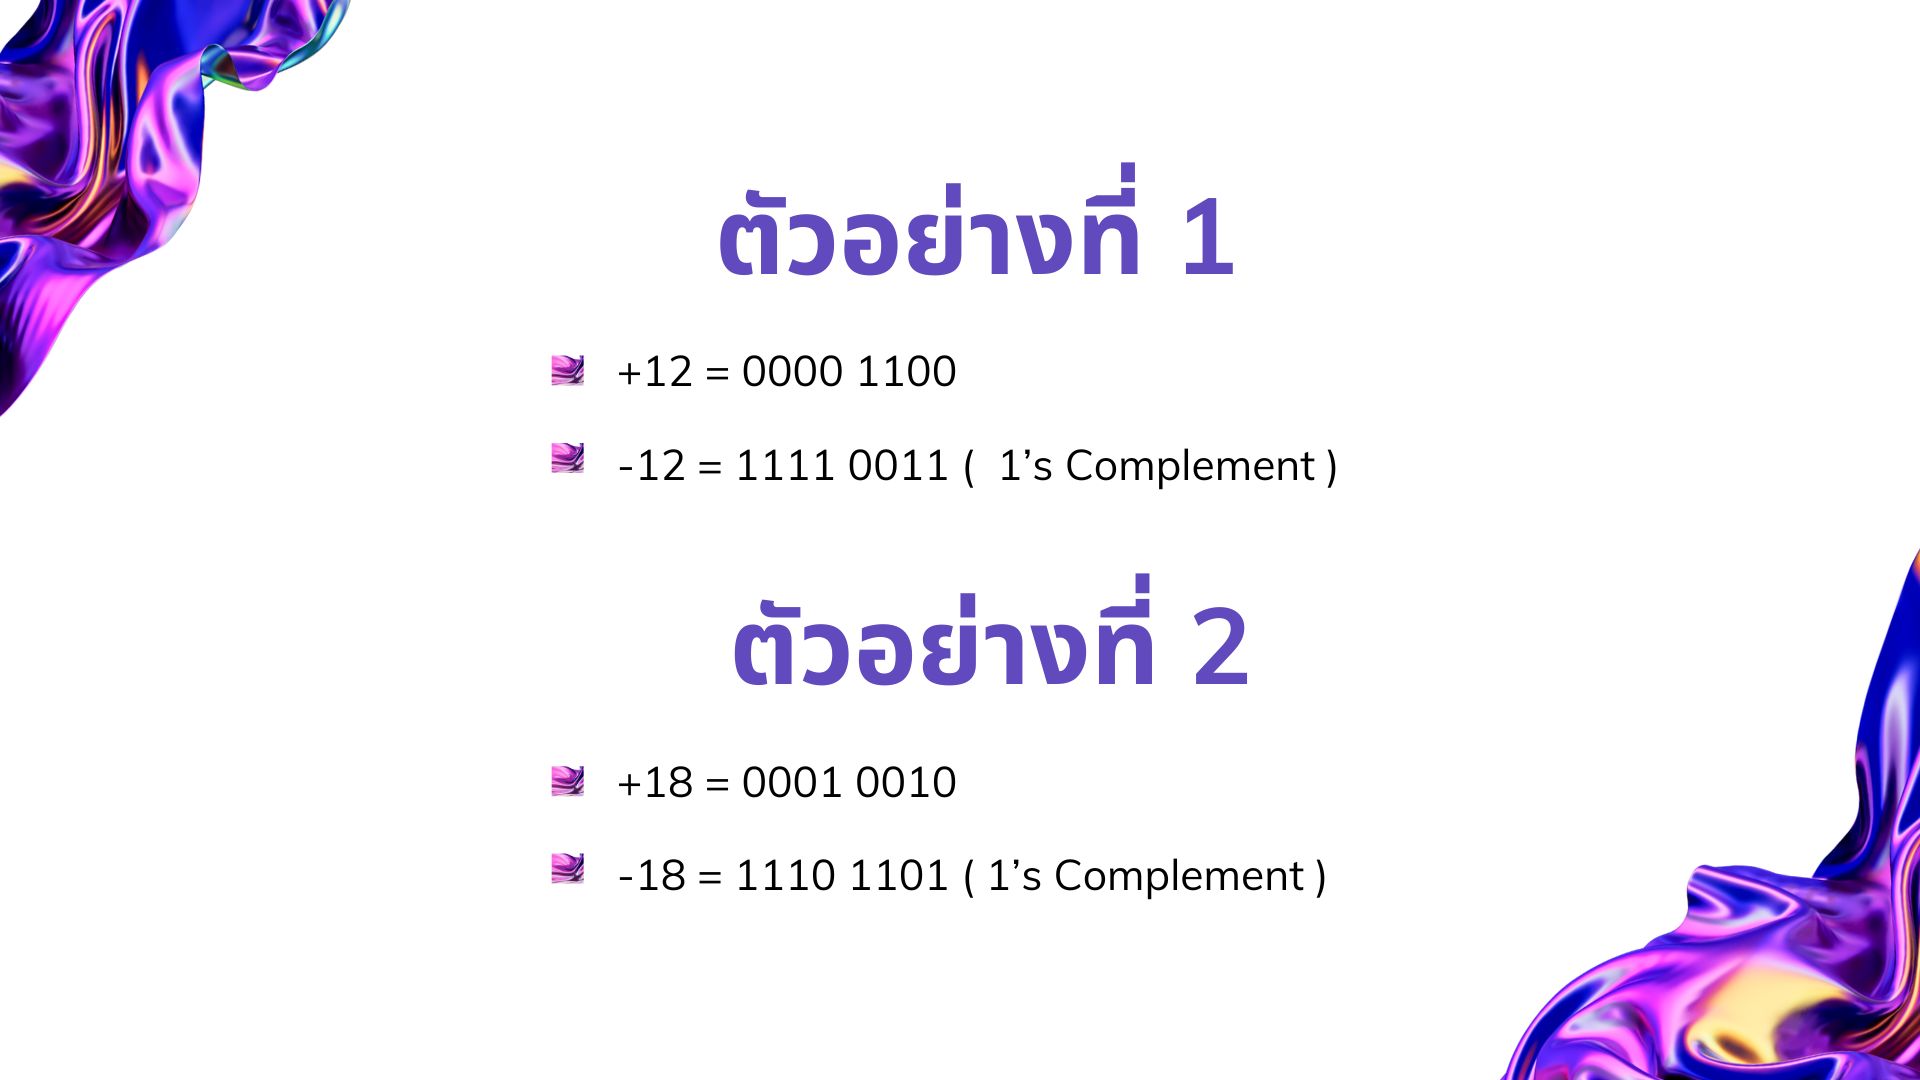 ตัวอย่างที่ 1
+12 = 0000 1100
-12 = 1111 0011 (  1’s Complement )
ตัวอย่างที่ 2
+18 = 0001 0010
-18 = 1110 1101 ( 1’s Complement )